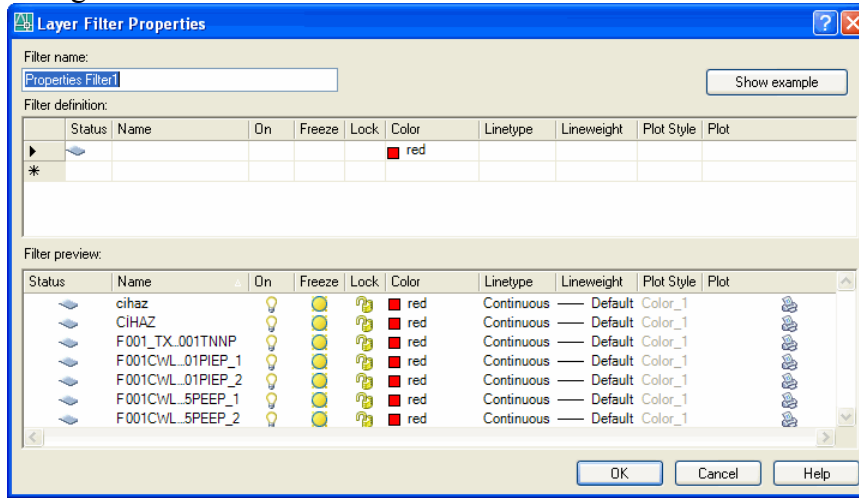 Layer Filter Properties
Filter name:
Properties Filter1
Show example
Filter definition:
Status Name On Freeze Lock Color Linetype Lineweight Plot Style Plot
red
*
Filter preview:
Status Name On Freeze Lock Color Linetype Lineweight Plot Style Plot
cihaz red Continuous Default Color_1
CİHAZ red Continuous Default Color_1
F001_TX...001TNNP red Continuous Default Color_1
F001CWL...01PIEP_1 red Continuous Default Color_1
F001CWL...01PIEP_2 red Continuous Default Color_1
F001CWL...5PEEP_1 red Continuous Default Color_1
F001CWL...5PEEP_2 red Continuous Default Color_1
OK Cancel Help